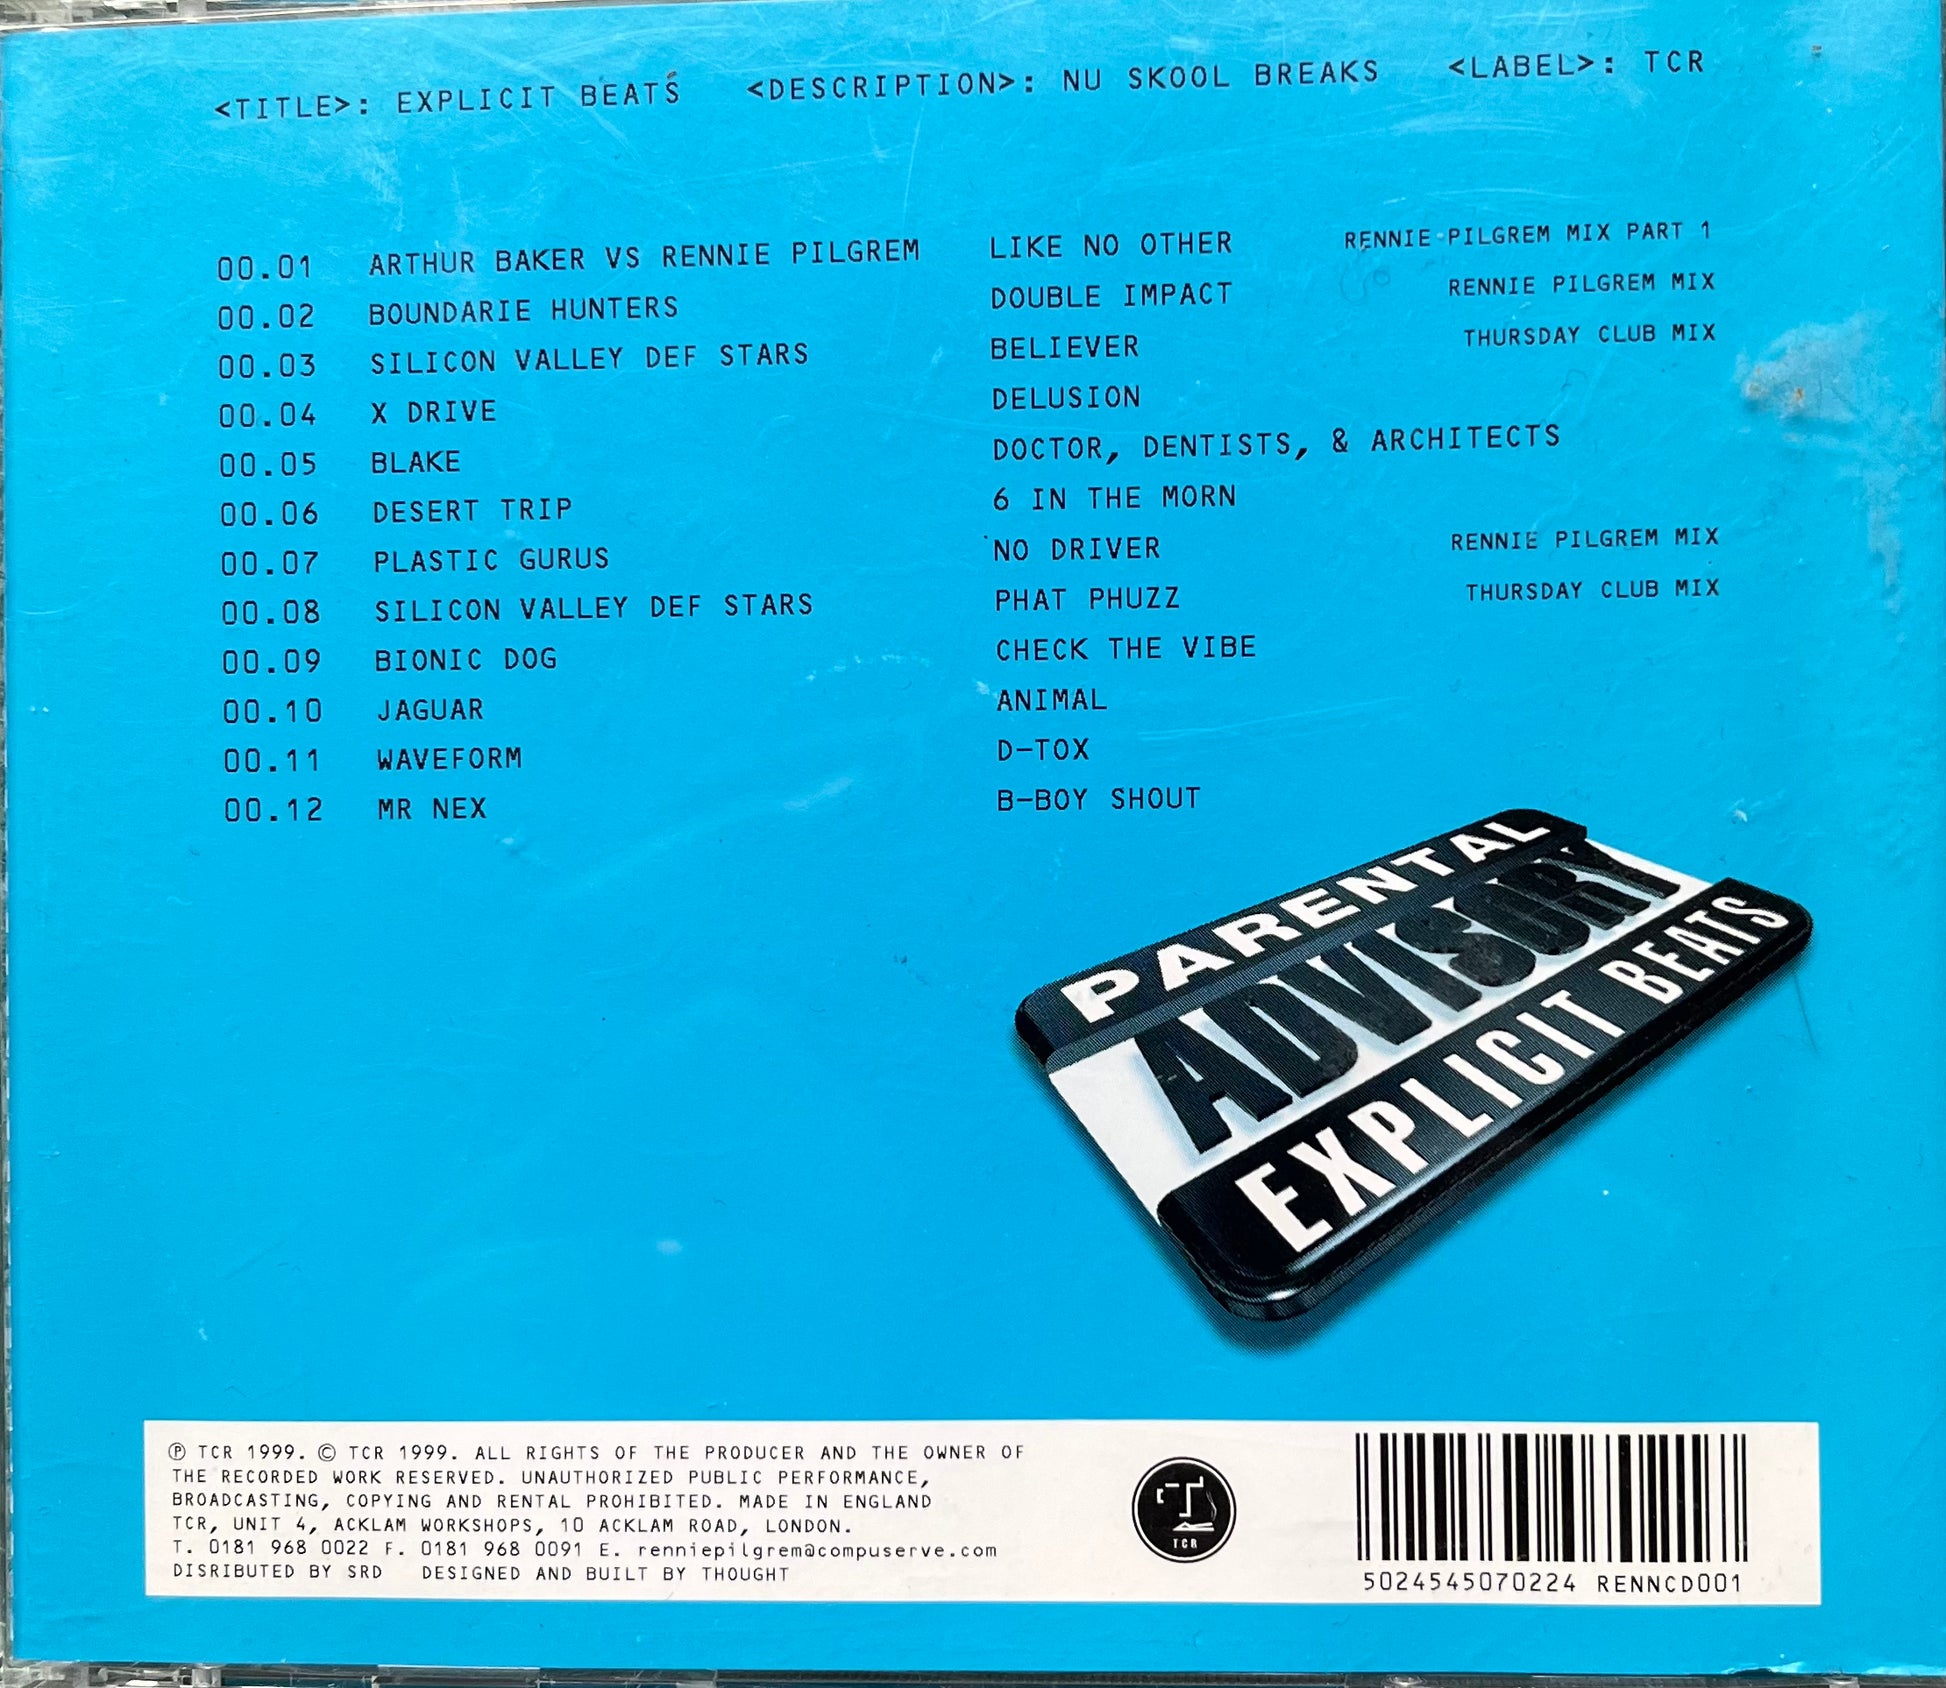 <TITLE>: EXPLICIT BEATS <DESCRIPTION>: NU SKOOL BREAKS <LABEL>: TCR
00.01 ARTHUR BAKER VS RENNIE PILGREM LIKE NO OTHER RENNIE PILGREM MIX PART 1
00.02 BOUNDARIE HUNTERS DOUBLE IMPACT RENNIE PILGREM MIX
00.03 SILICON VALLEY DEF STARS BELIEVER THURSDAY CLUB MIX
00.04 X DRIVE DELUSION
00.05 BLAKE DOCTOR, DENTISTS, & ARCHITECTS
00.06 DESERT TRIP 6 IN THE MORN
00.07 PLASTIC GURUS NO DRIVER RENNIE PILGREM MIX
00.08 SILICON VALLEY DEF STARS PHAT PHUZZ THURSDAY CLUB MIX
00.09 BIONIC DOG CHECK THE VIBE
00.10 JAGUAR ANIMAL
00.11 WAVEFORM D-TOX
00.12 MR NEX B-BOY SHOUT
PARENTAL
ADVISORY
EXPLICIT BEATS
℗ TCR 1999. © TCR 1999. ALL RIGHTS OF THE PRODUCER AND THE OWNER OF
THE RECORDED WORK RESERVED. UNAUTHORIZED PUBLIC PERFORMANCE,
BROADCASTING, COPYING AND RENTAL PROHIBITED. MADE IN ENGLAND
TCR, UNIT 4, ACKLAM WORKSHOPS, 10 ACKLAM ROAD, LONDON.
T. 0181 968 0022 F. 0181 968 0091 E. renniepilgrem@compuserve.com
DISRIBUTED BY SRD DESIGNED AND BUILT BY THOUGHT
TCR
5024545070224 RENNCD001